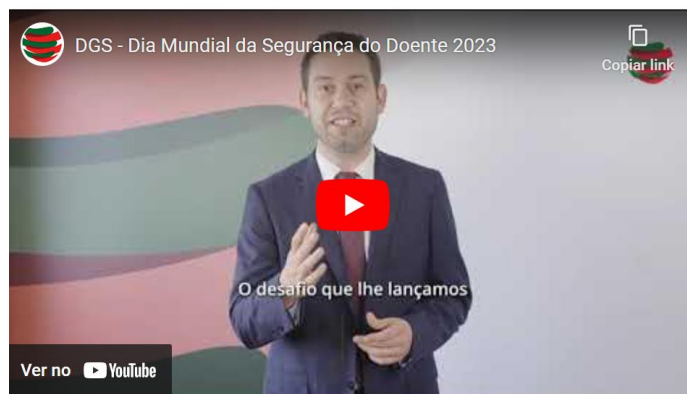 DGS - Dia Mundial da Segurança do Doente 2023
Copiar link
O desafio que lhe lançamos
Ver no YouTube